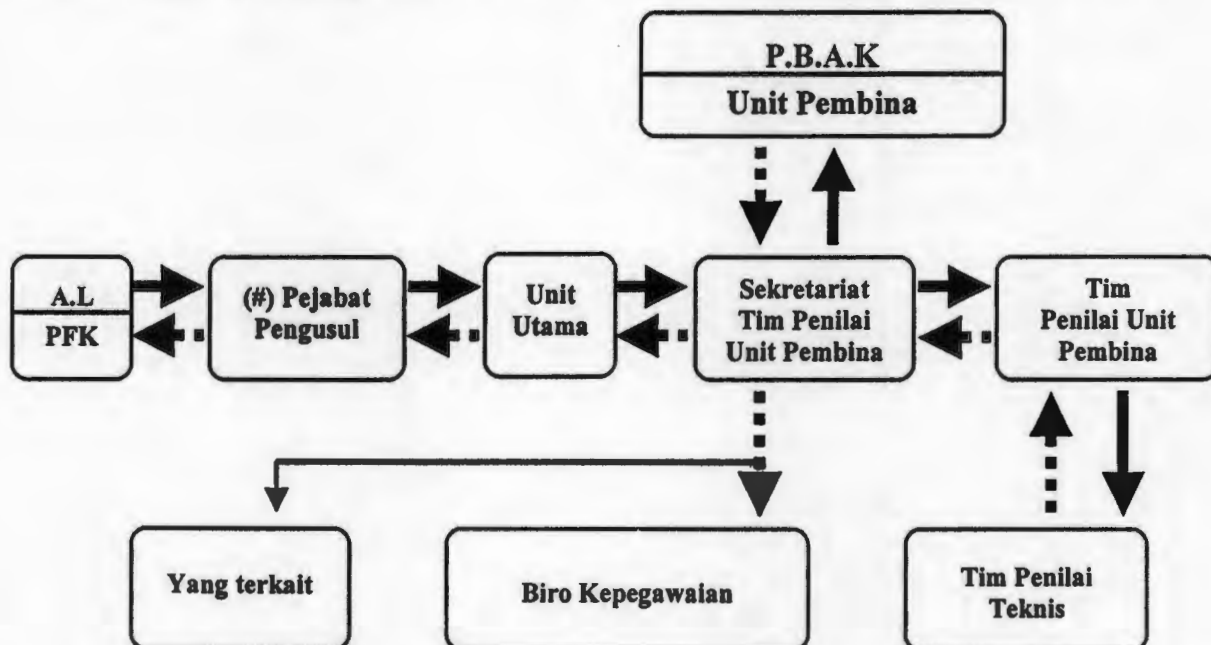 P.B.A.K
Unit Pembina
A.L
PFK
(#) Pejabat
Pengusul
Unit
Utama
Sekretariat
Tim Penilai
Unit Pembina
Tim
Penilai Unit
Pembina
Yang terkait
Biro Kepegawaian
Tim Penilai
Teknis